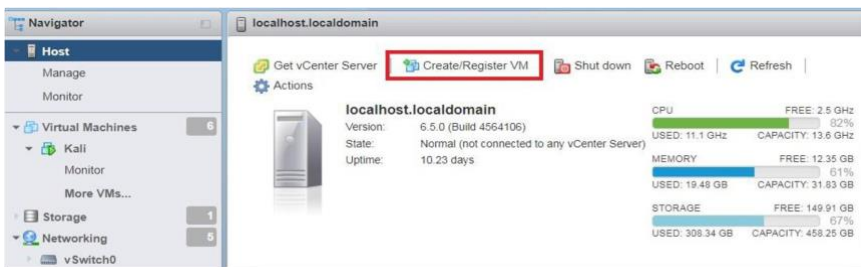 Navigator
Host
Manage
Monitor
Virtual Machines 6
Kali
Monitor
More VMs...
Storage 1
Networking 5
vSwitch0
localhost.localdomain
Get vCenter Server Create/Register VM Shut down Reboot Refresh
Actions
localhost.localdomain
Version: 6.5.0 (Build 4564106)
State: Normal (not connected to any vCenter Server)
Uptime: 10.23 days
CPU FREE: 2.5 GHz
82%
USED: 11.1 GHz CAPACITY: 13.6 GHz
MEMORY FREE: 12.35 GB
61%
USED: 19.48 GB CAPACITY: 31.83 GB
STORAGE FREE: 149.91 GB
67%
USED: 308.34 GB CAPACITY: 458.25 GB